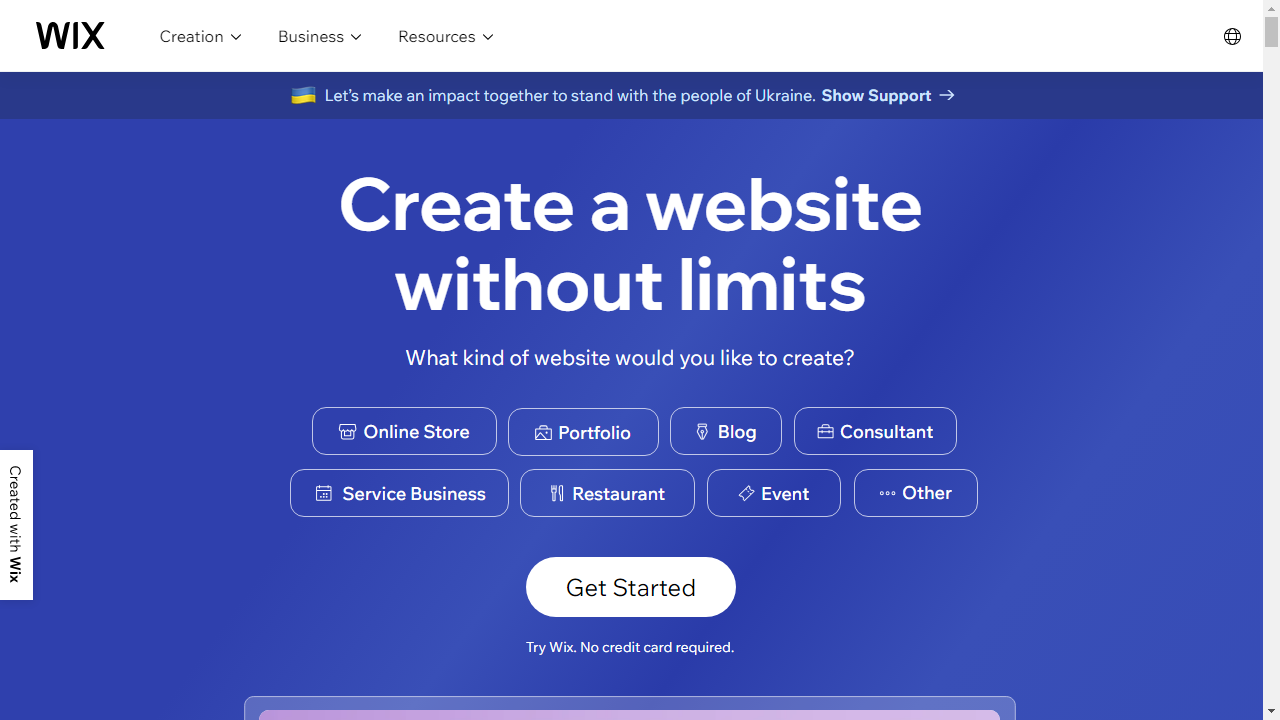 WIX
Creation
Business
Resources
Let's make an impact together to stand with the people of Ukraine. Show Support →
Create a website
without limits
What kind of website would you like to create?
Online Store
Portfolio
Blog
Consultant
Service Business
Restaurant
Event
Other
Created with Wix
Get Started
Try Wix. No credit card required.